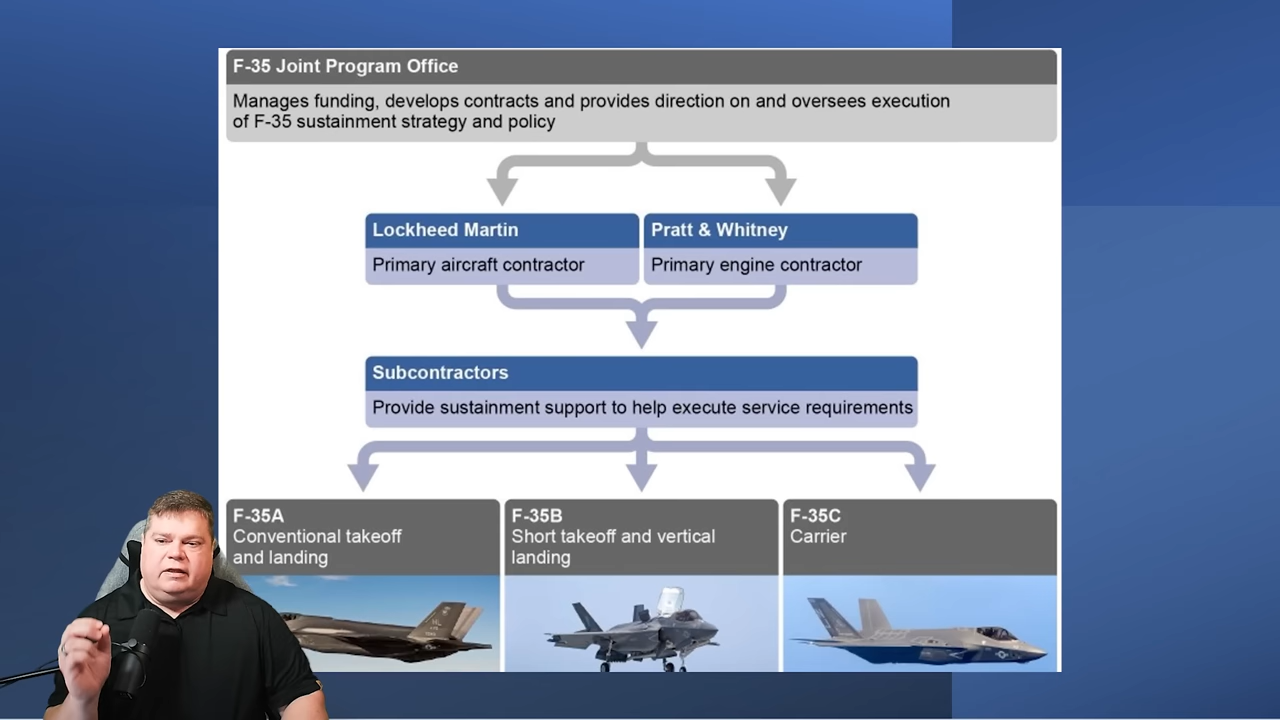 F-35 Joint Program Office
Manages funding, develops contracts and provides direction on and oversees execution
of F-35 sustainment strategy and policy
Lockheed Martin
Primary aircraft contractor
Pratt & Whitney
Primary engine contractor
Subcontractors
Provide sustainment support to help execute service requirements
F-35A
Conventional takeoff
and landing
F-35B
Short takeoff and vertical
landing
F-35C
Carrier